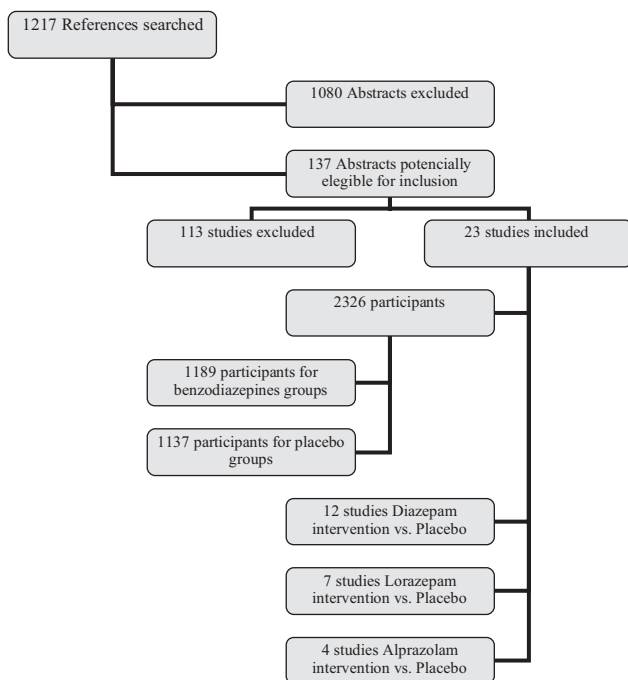 1217 References searched
1080 Abstracts excluded
137 Abstracts potencially
elegible for inclusion
113 studies excluded
23 studies included
2326 participants
1189 participants for
benzodiazepines groups
1137 participants for placebo
groups
12 studies Diazepam
intervention vs. Placebo
7 studies Lorazepam
intervention vs. Placebo
4 studies Alprazolam
intervention vs. Placebo